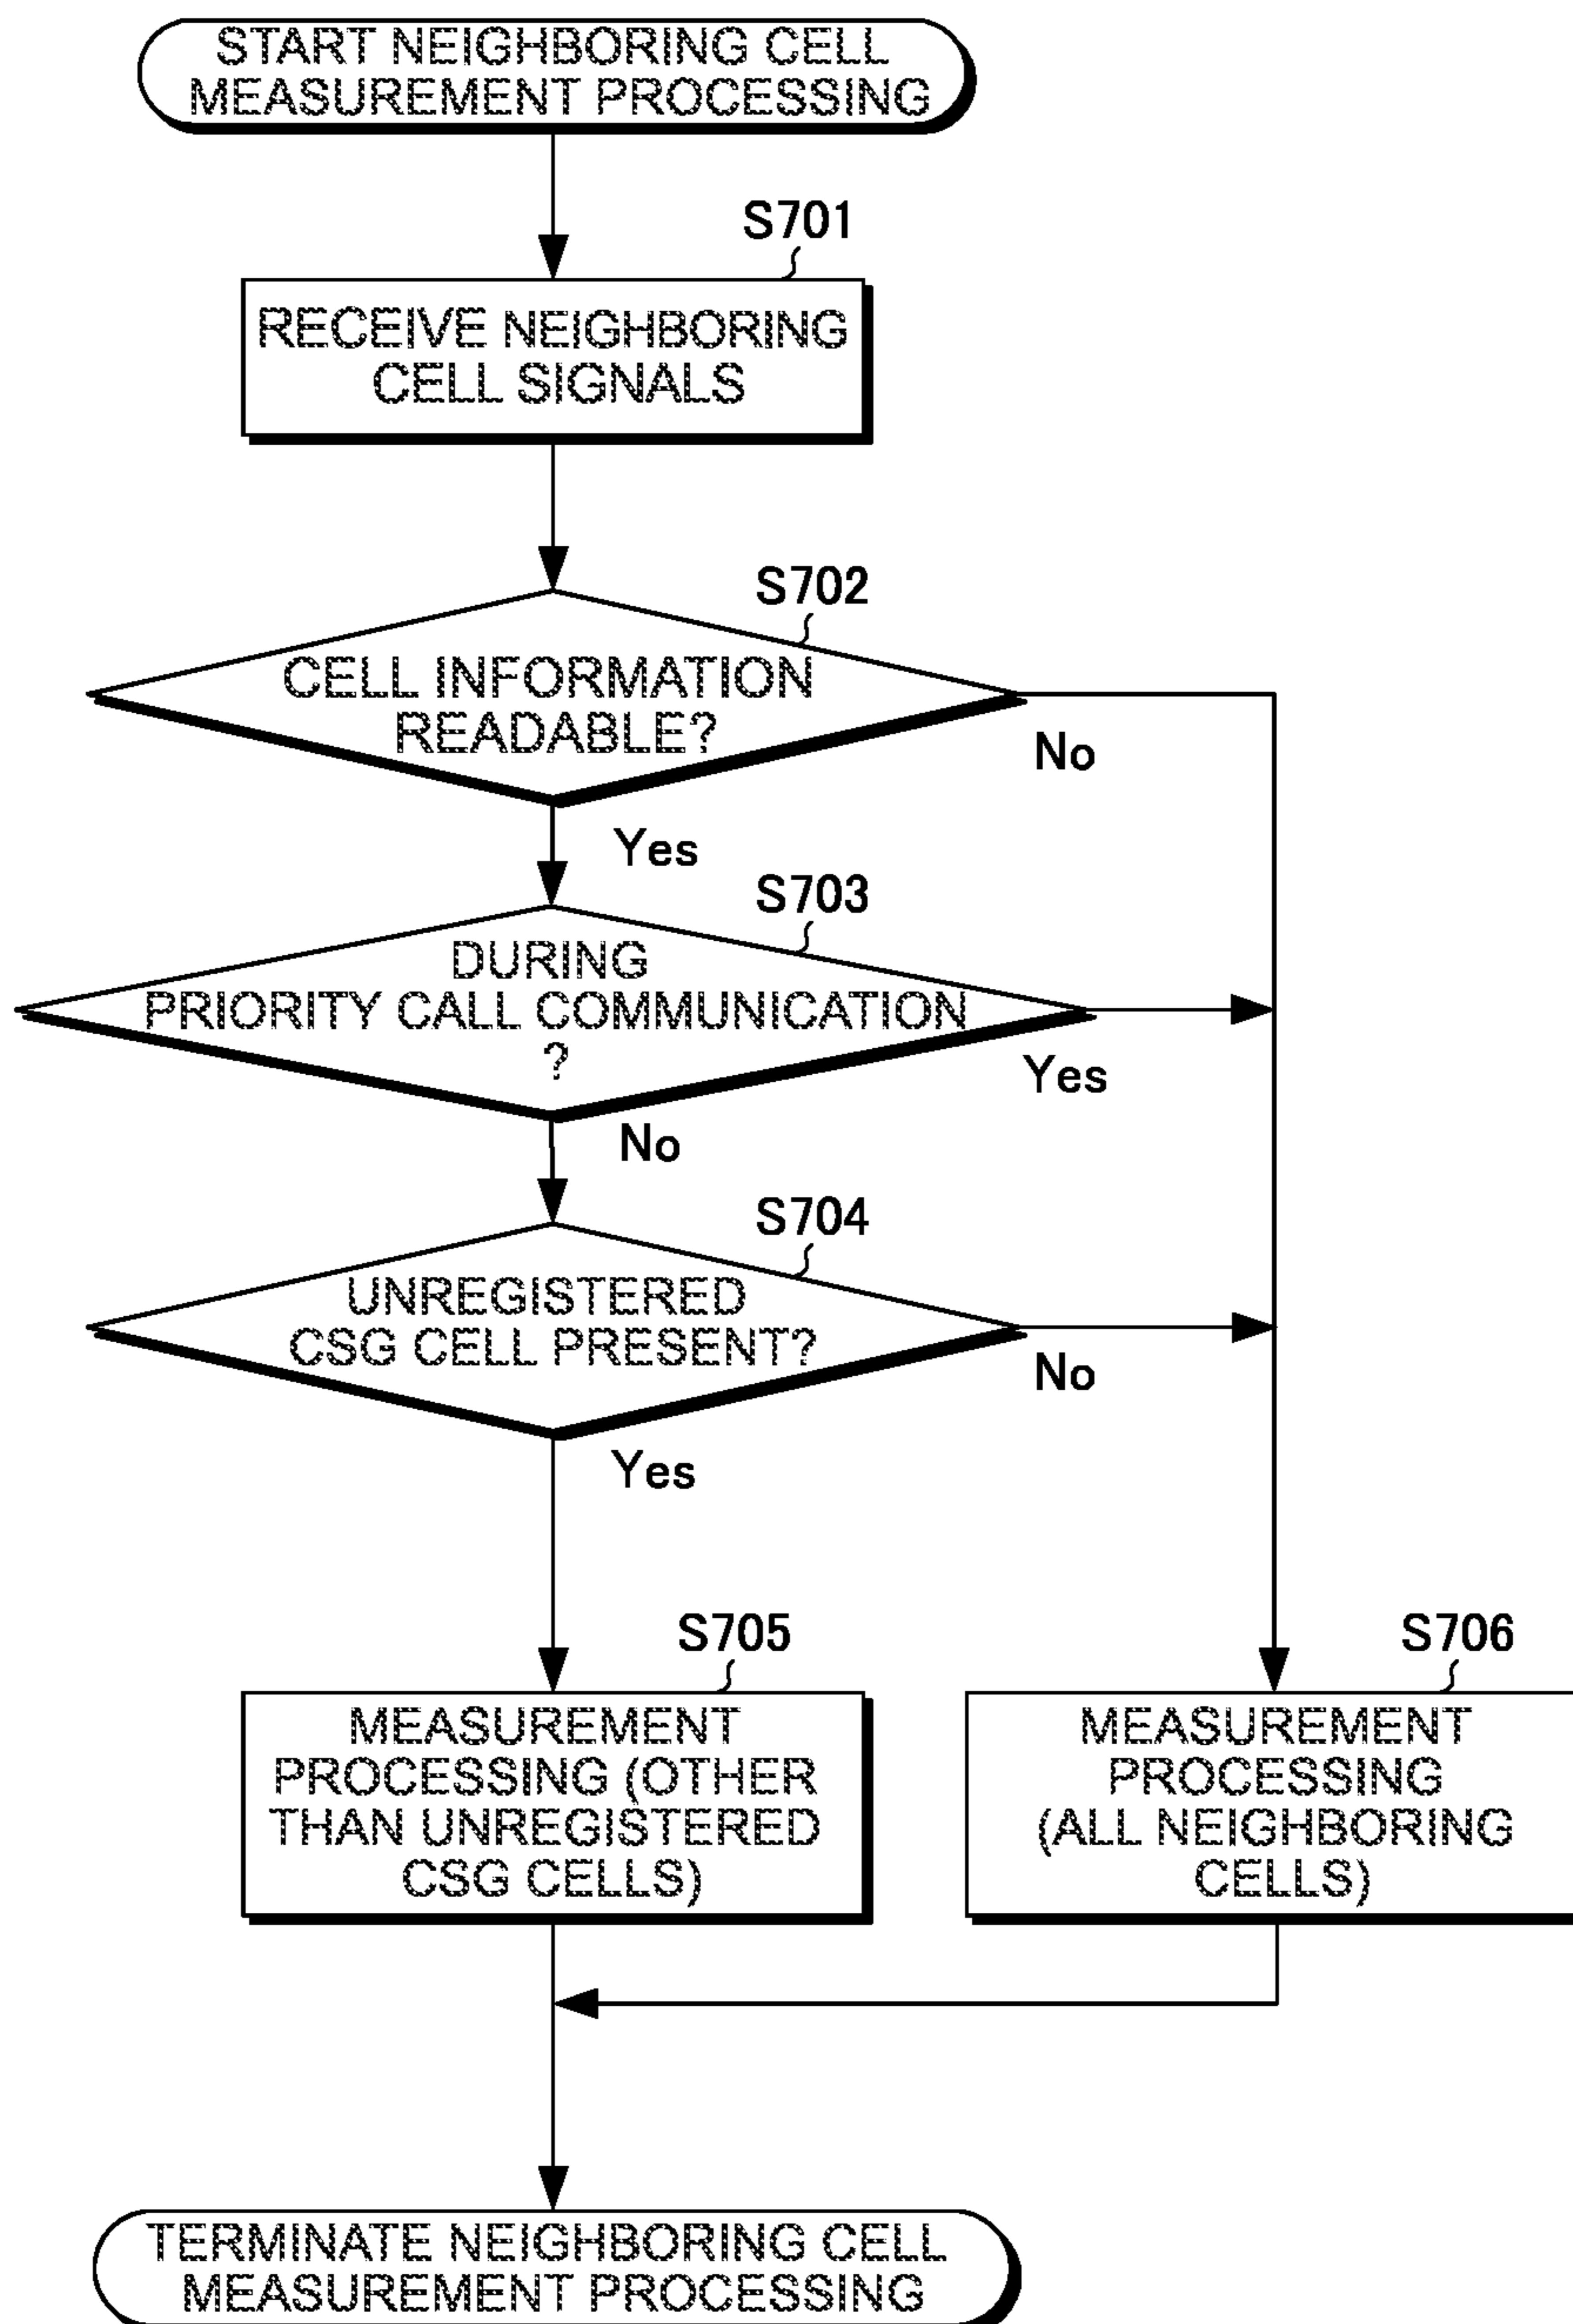 START NEIGHBORING CELL
MEASUREMENT PROCESSING
S701
RECEIVE NEIGHBORING
CELL SIGNALS
S702
CELL INFORMATION
READABLE?
No
Yes
S703
DURING
PRIORITY CALL COMMUNICATION
?
Yes
No
S704
UNREGISTERED
CSG CELL PRESENT?
No
Yes
S705
MEASUREMENT
PROCESSING (OTHER
THAN UNREGISTERED
CSG CELLS)
S706
MEASUREMENT
PROCESSING
(ALL NEIGHBORING
CELLS)
TERMINATE NEIGHBORING CELL
MEASUREMENT PROCESSING